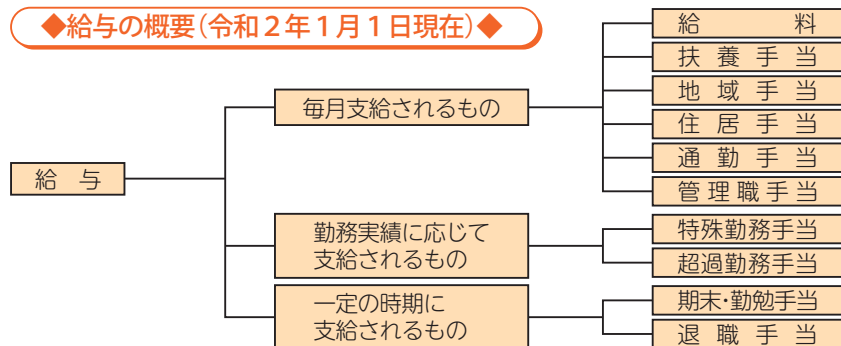 ◆給与の概要(令和2年1月1日現在)◆
給与
毎月支給されるもの
給料
扶養手当
地域手当
住居手当
通勤手当
管理職手当
勤務実績に応じて
支給されるもの
特殊勤務手当
超過勤務手当
一定の時期に
支給されるもの
期末・勤勉手当
退職手当